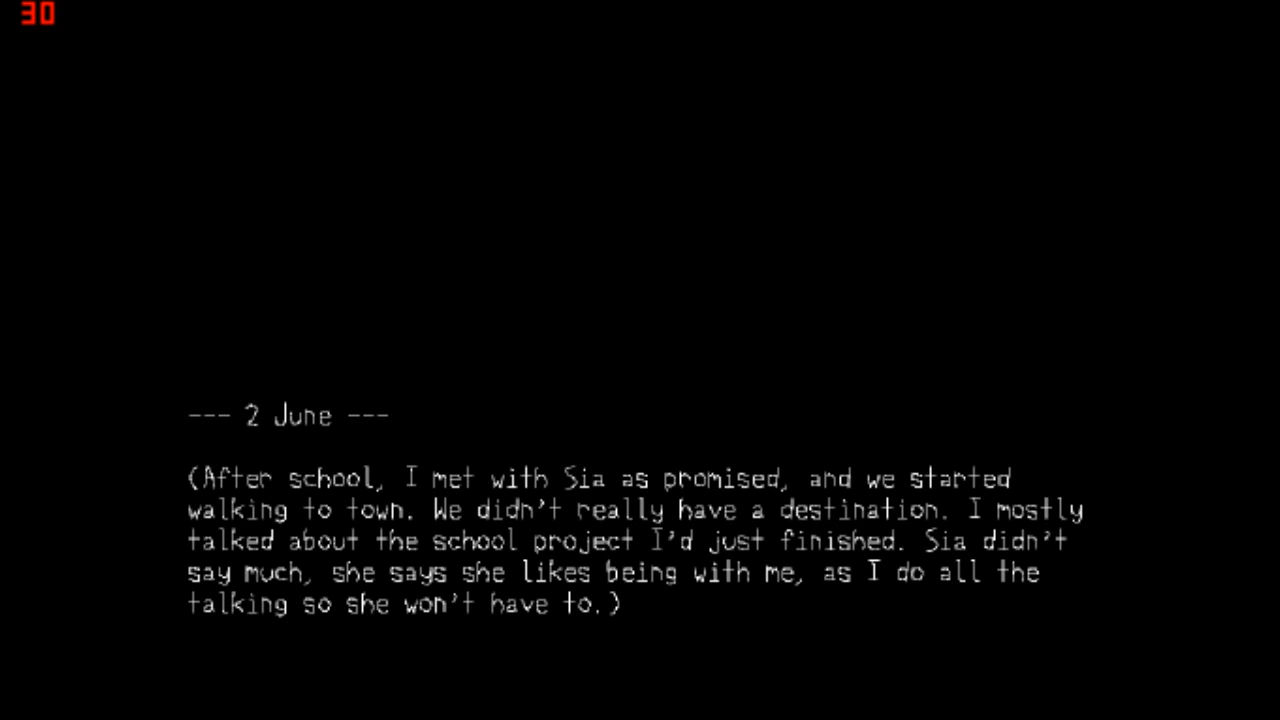 30
--- 2 June ---
(After school, I met with Sia as promised, and we started
walking to town. We didn't really have a destination. I mostly
talked about the school project I'd just finished. Sia didn't
say much, she says she likes being with me, as I do all the
talking so she won't have to.)